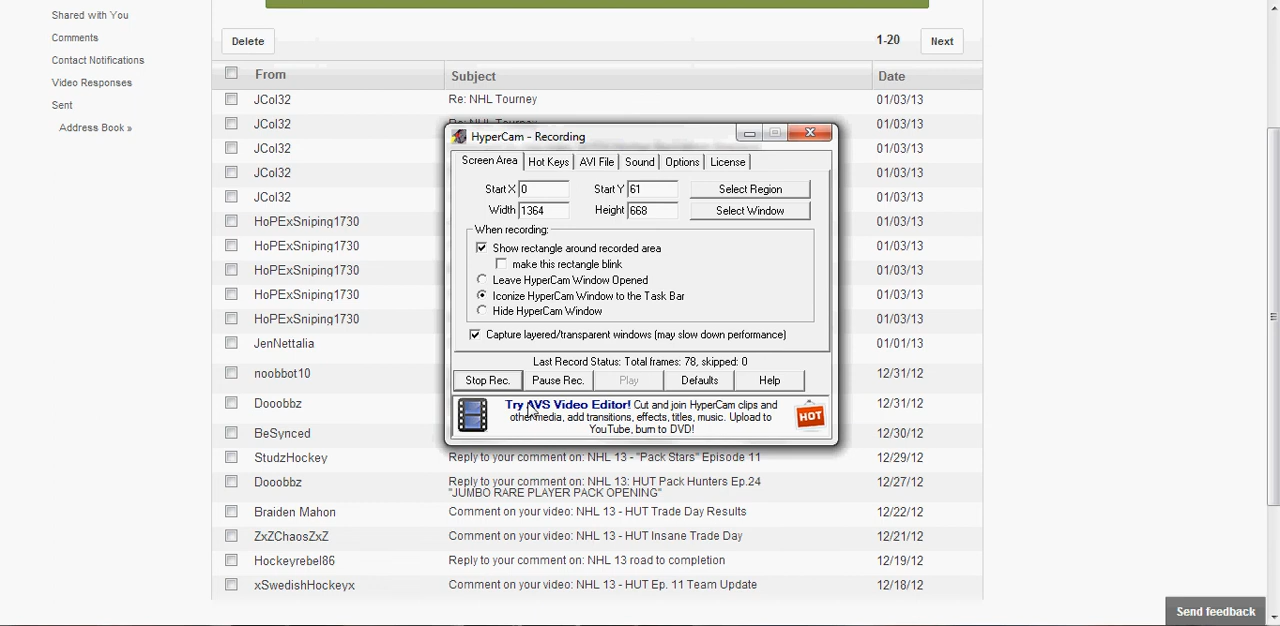 Shared with You
Comments
Contact Notifications
Video Responses
Sent
Address Book »
Delete
1-20
Next
From
Subject
Date
JCol32
Re: NHL Tourney
01/03/13
JCol32
01/03/13
JCol32
01/03/13
JCol32
01/03/13
JCol32
01/03/13
HoPExSniping1730
01/03/13
HoPExSniping1730
01/03/13
HoPExSniping1730
01/03/13
HoPExSniping1730
01/03/13
HoPExSniping1730
01/03/13
JenNettalia
01/01/13
noobbot10
12/31/12
Dooobbz
12/31/12
BeSynced
12/30/12
StudzHockey
Reply to your comment on: NHL 13 - "Pack Stars" Episode 11
12/29/12
Dooobbz
Reply to your comment on: NHL 13: HUT Pack Hunters Ep.24
"JUMBO RARE PLAYER PACK OPENING"
12/27/12
Braiden Mahon
Comment on your video: NHL 13 - HUT Trade Day Results
12/22/12
ZxZChaosZxZ
Comment on your video: NHL 13 - HUT Insane Trade Day
12/21/12
Hockeyrebel86
Reply to your comment on: NHL 13 road to completion
12/19/12
xSwedishHockeyx
Comment on your video: NHL 13 - HUT Ep. 11 Team Update
12/18/12
HyperCam - Recording
Screen Area
Hot Keys
AVI File
Sound
Options
License
Start X 0
Start Y 61
Select Region
Width 1364
Height 668
Select Window
When recording:
Show rectangle around recorded area
make this rectangle blink
Leave HyperCam Window Opened
Iconize HyperCam Window to the Task Bar
Hide HyperCam Window
Capture layered/transparent windows (may slow down performance)
Last Record Status: Total frames: 78, skipped: 0
Stop Rec.
Pause Rec.
Play
Defaults
Help
Try AVS Video Editor! Cut and join HyperCam clips and
other media, add transitions, effects, titles, music. Upload to
YouTube, burn to DVD!
HOT
Send feedback